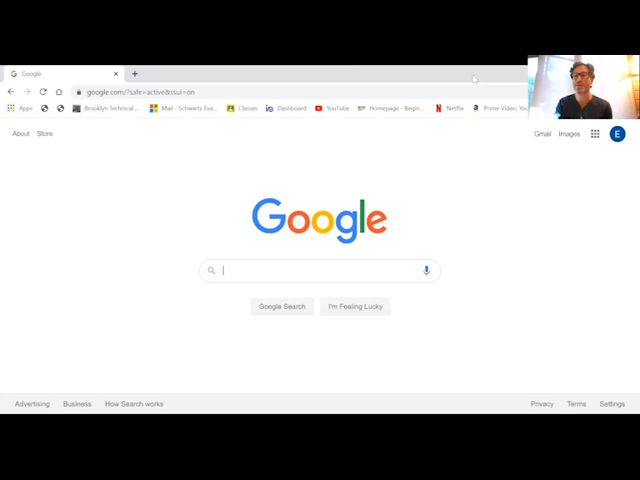 Google
google.com/?safe=active&ssui=on
Apps Brooklyn Technical... Mail - Schwartz Eva... Classes Dashboard YouTube Homepage - Begin... Netflix Prime Video: Yo
About Store Gmail Images E
Google
Google Search I'm Feeling Lucky
Advertising Business How Search works Privacy Terms Settings